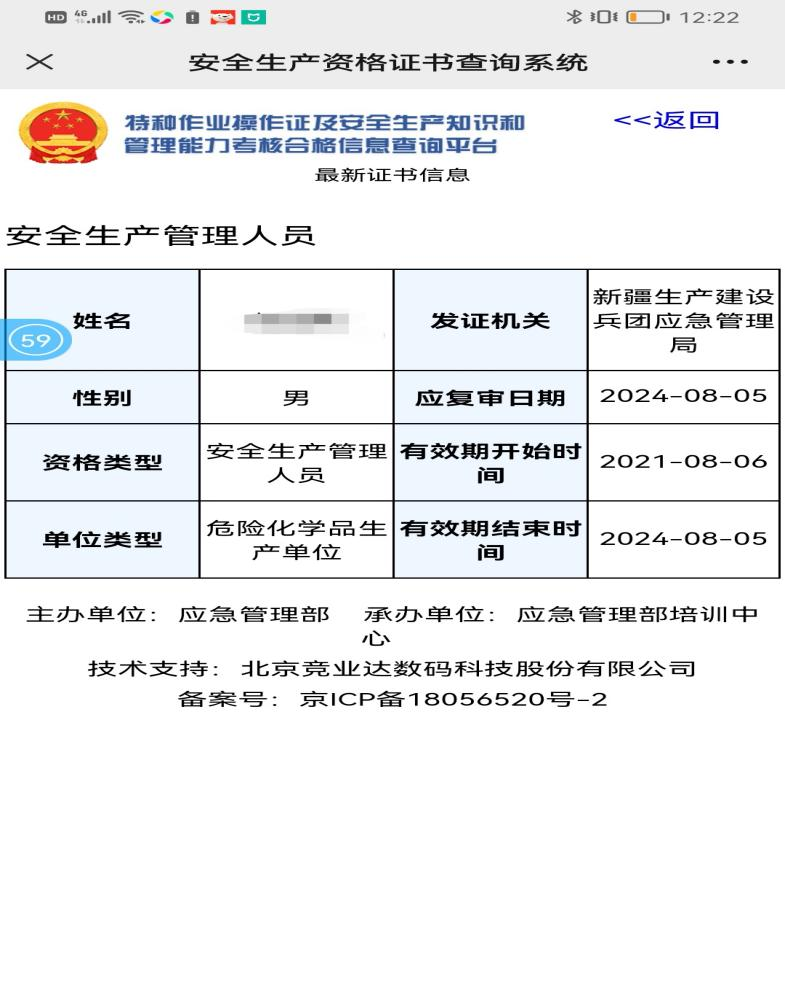 HD 4G 12:22
安全生产资格证书查询系统
特种作业操作证及安全生产知识和
管理能力考核合格信息查询平台
<<返回
最新证书信息
安全生产管理人员
姓名
发证机关
新疆生产建设
兵团应急管理
局
59
性别
男
应复审日期
2024-08-05
资格类型
安全生产管理
人员
有效期开始时
间
2021-08-06
单位类型
危险化学品生
产单位
有效期结束时
间
2024-08-05
主办单位: 应急管理部 承办单位: 应急管理部培训中
心
技术支持: 北京竞业达数码科技股份有限公司
备案号: 京ICP备18056520号-2